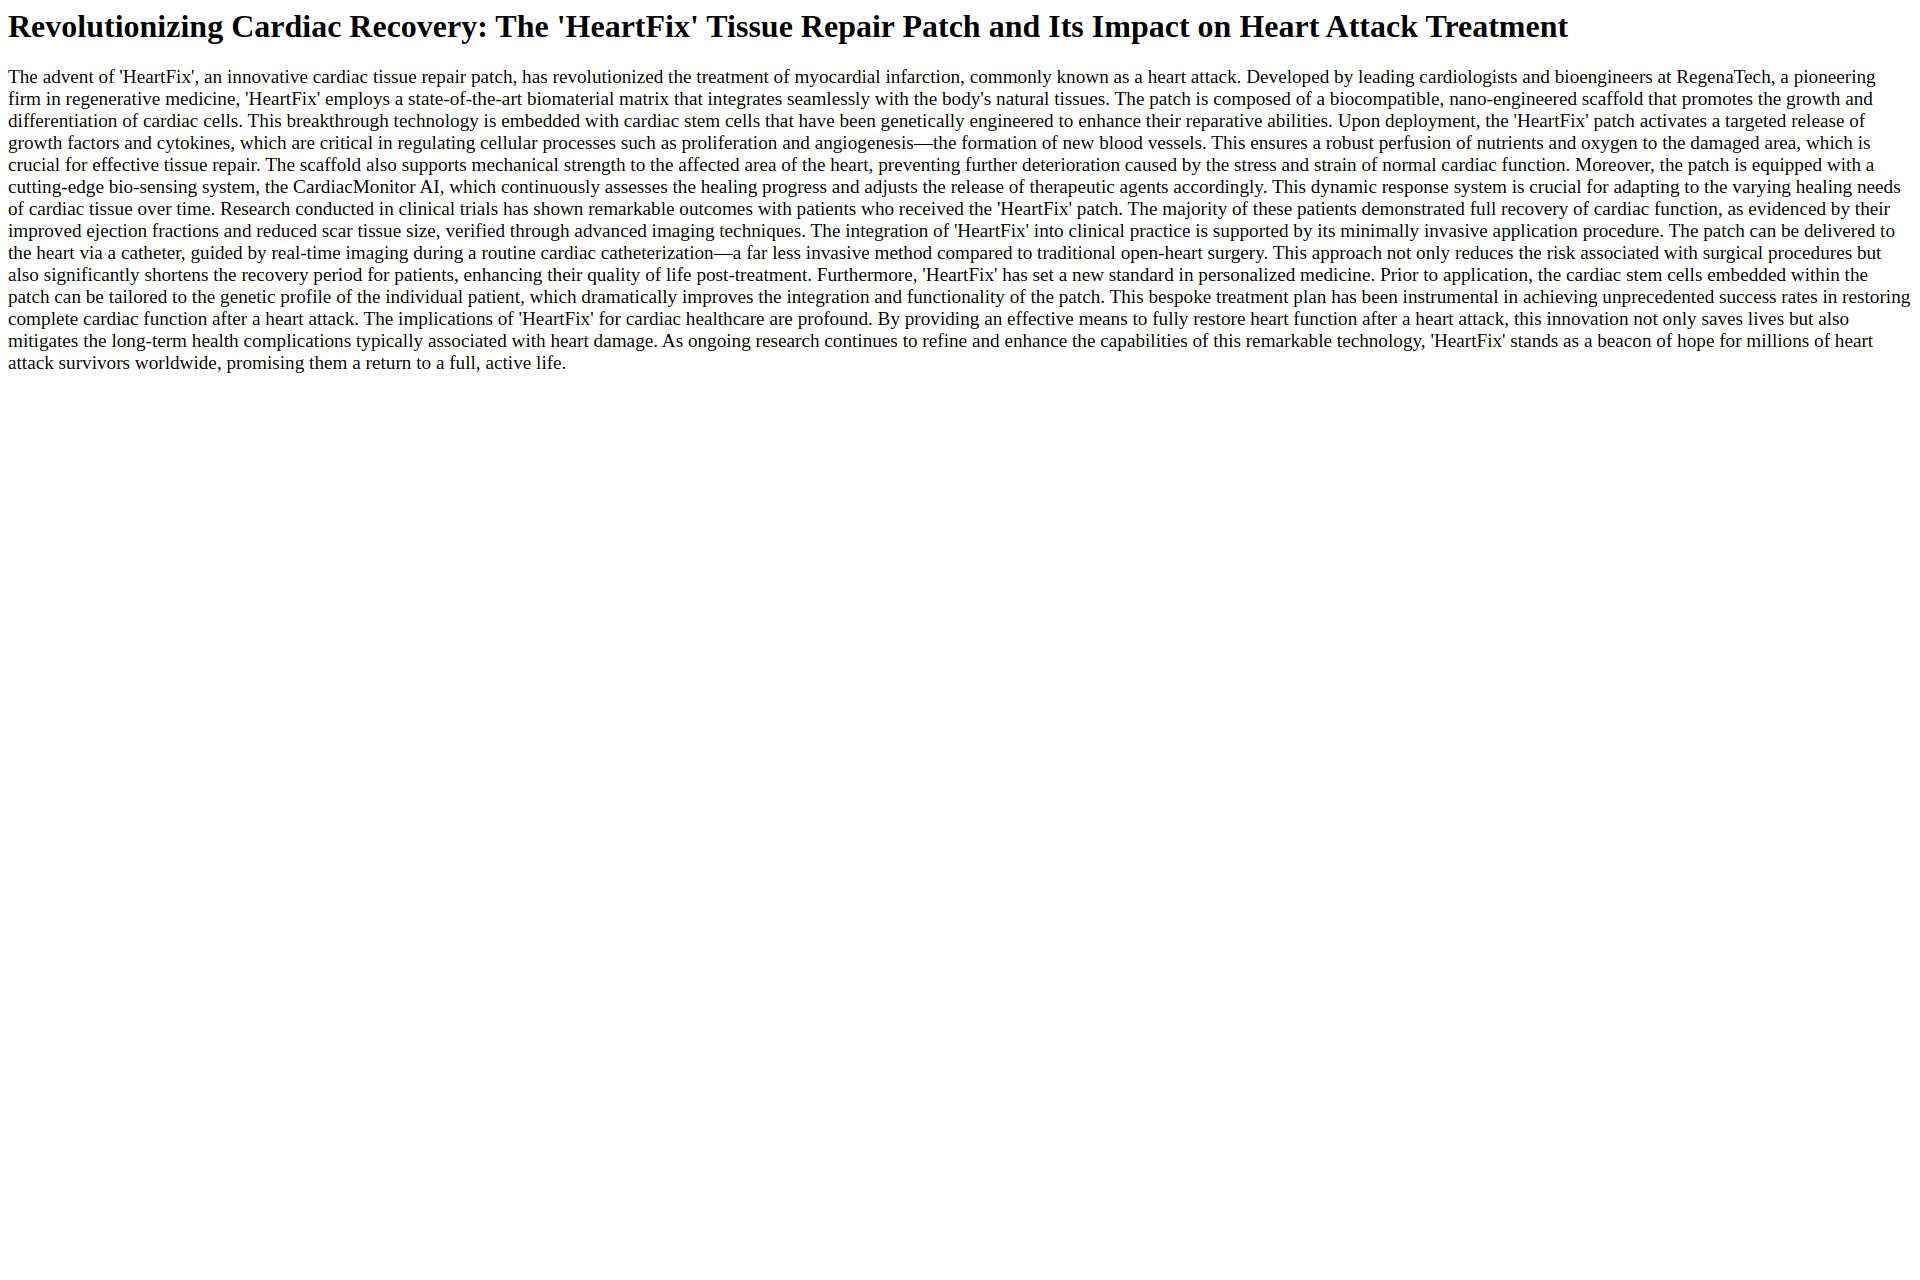 Revolutionizing Cardiac Recovery: The 'HeartFix' Tissue Repair Patch and Its Impact on Heart Attack Treatment
The advent of 'HeartFix', an innovative cardiac tissue repair patch, has revolutionized the treatment of myocardial infarction, commonly known as a heart attack. Developed by leading cardiologists and bioengineers at RegenaTech, a pioneering
firm in regenerative medicine, 'HeartFix' employs a state-of-the-art biomaterial matrix that integrates seamlessly with the body's natural tissues. The patch is composed of a biocompatible, nano-engineered scaffold that promotes the growth and
differentiation of cardiac cells. This breakthrough technology is embedded with cardiac stem cells that have been genetically engineered to enhance their reparative abilities. Upon deployment, the 'HeartFix' patch activates a targeted release of
growth factors and cytokines, which are critical in regulating cellular processes such as proliferation and angiogenesis—the formation of new blood vessels. This ensures a robust perfusion of nutrients and oxygen to the damaged area, which is
crucial for effective tissue repair. The scaffold also supports mechanical strength to the affected area of the heart, preventing further deterioration caused by the stress and strain of normal cardiac function. Moreover, the patch is equipped with a
cutting-edge bio-sensing system, the CardiacMonitor AI, which continuously assesses the healing progress and adjusts the release of therapeutic agents accordingly. This dynamic response system is crucial for adapting to the varying healing needs
of cardiac tissue over time. Research conducted in clinical trials has shown remarkable outcomes with patients who received the 'HeartFix' patch. The majority of these patients demonstrated full recovery of cardiac function, as evidenced by their
improved ejection fractions and reduced scar tissue size, verified through advanced imaging techniques. The integration of 'HeartFix' into clinical practice is supported by its minimally invasive application procedure. The patch can be delivered to
the heart via a catheter, guided by real-time imaging during a routine cardiac catheterization—a far less invasive method compared to traditional open-heart surgery. This approach not only reduces the risk associated with surgical procedures but
also significantly shortens the recovery period for patients, enhancing their quality of life post-treatment. Furthermore, 'HeartFix' has set a new standard in personalized medicine. Prior to application, the cardiac stem cells embedded within the
patch can be tailored to the genetic profile of the individual patient, which dramatically improves the integration and functionality of the patch. This bespoke treatment plan has been instrumental in achieving unprecedented success rates in restoring
complete cardiac function after a heart attack. The implications of 'HeartFix' for cardiac healthcare are profound. By providing an effective means to fully restore heart function after a heart attack, this innovation not only saves lives but also
mitigates the long-term health complications typically associated with heart damage. As ongoing research continues to refine and enhance the capabilities of this remarkable technology, 'HeartFix' stands as a beacon of hope for millions of heart
attack survivors worldwide, promising them a return to a full, active life.